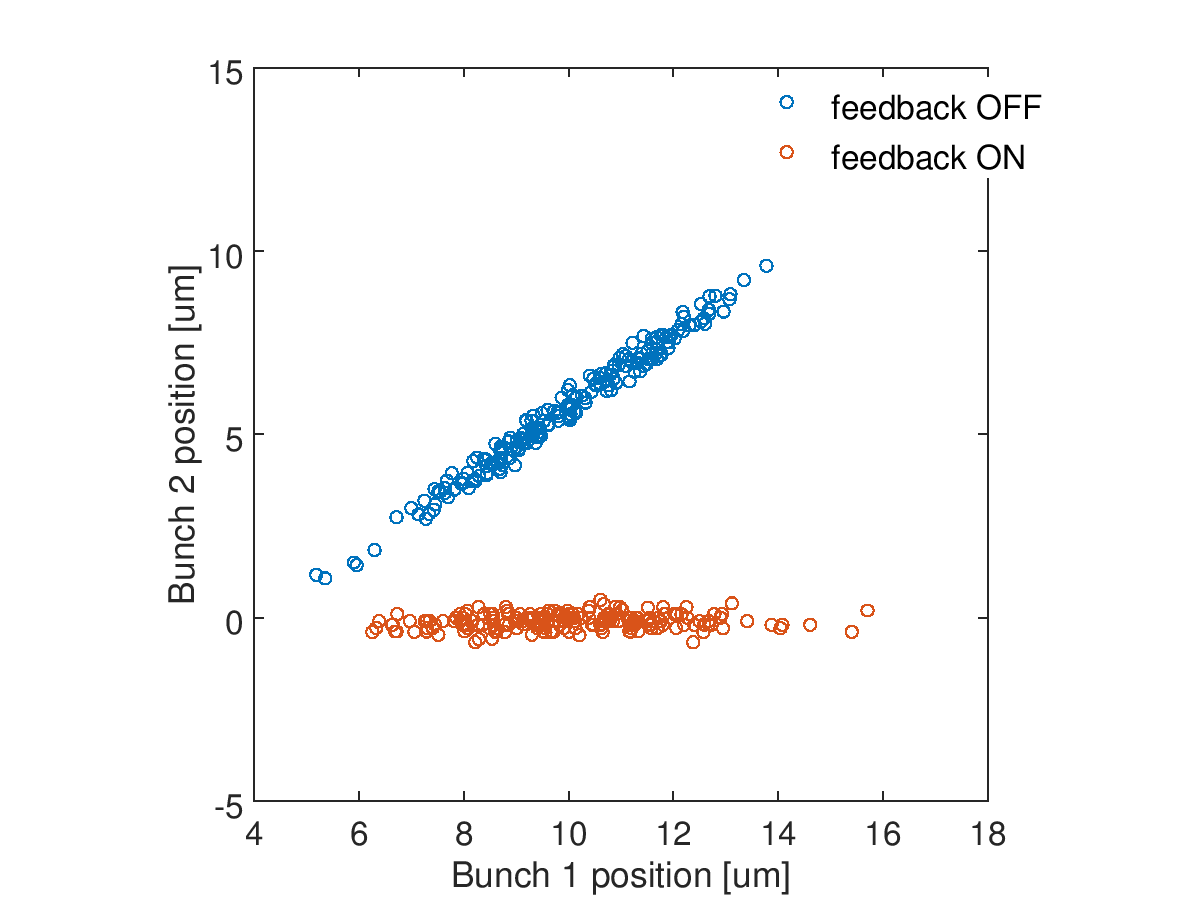 15
feedback OFF
feedback ON
10
5
0
-5
4 6 8 10 12 14 16 18
Bunch 1 position [um]
Bunch 2 position [um]